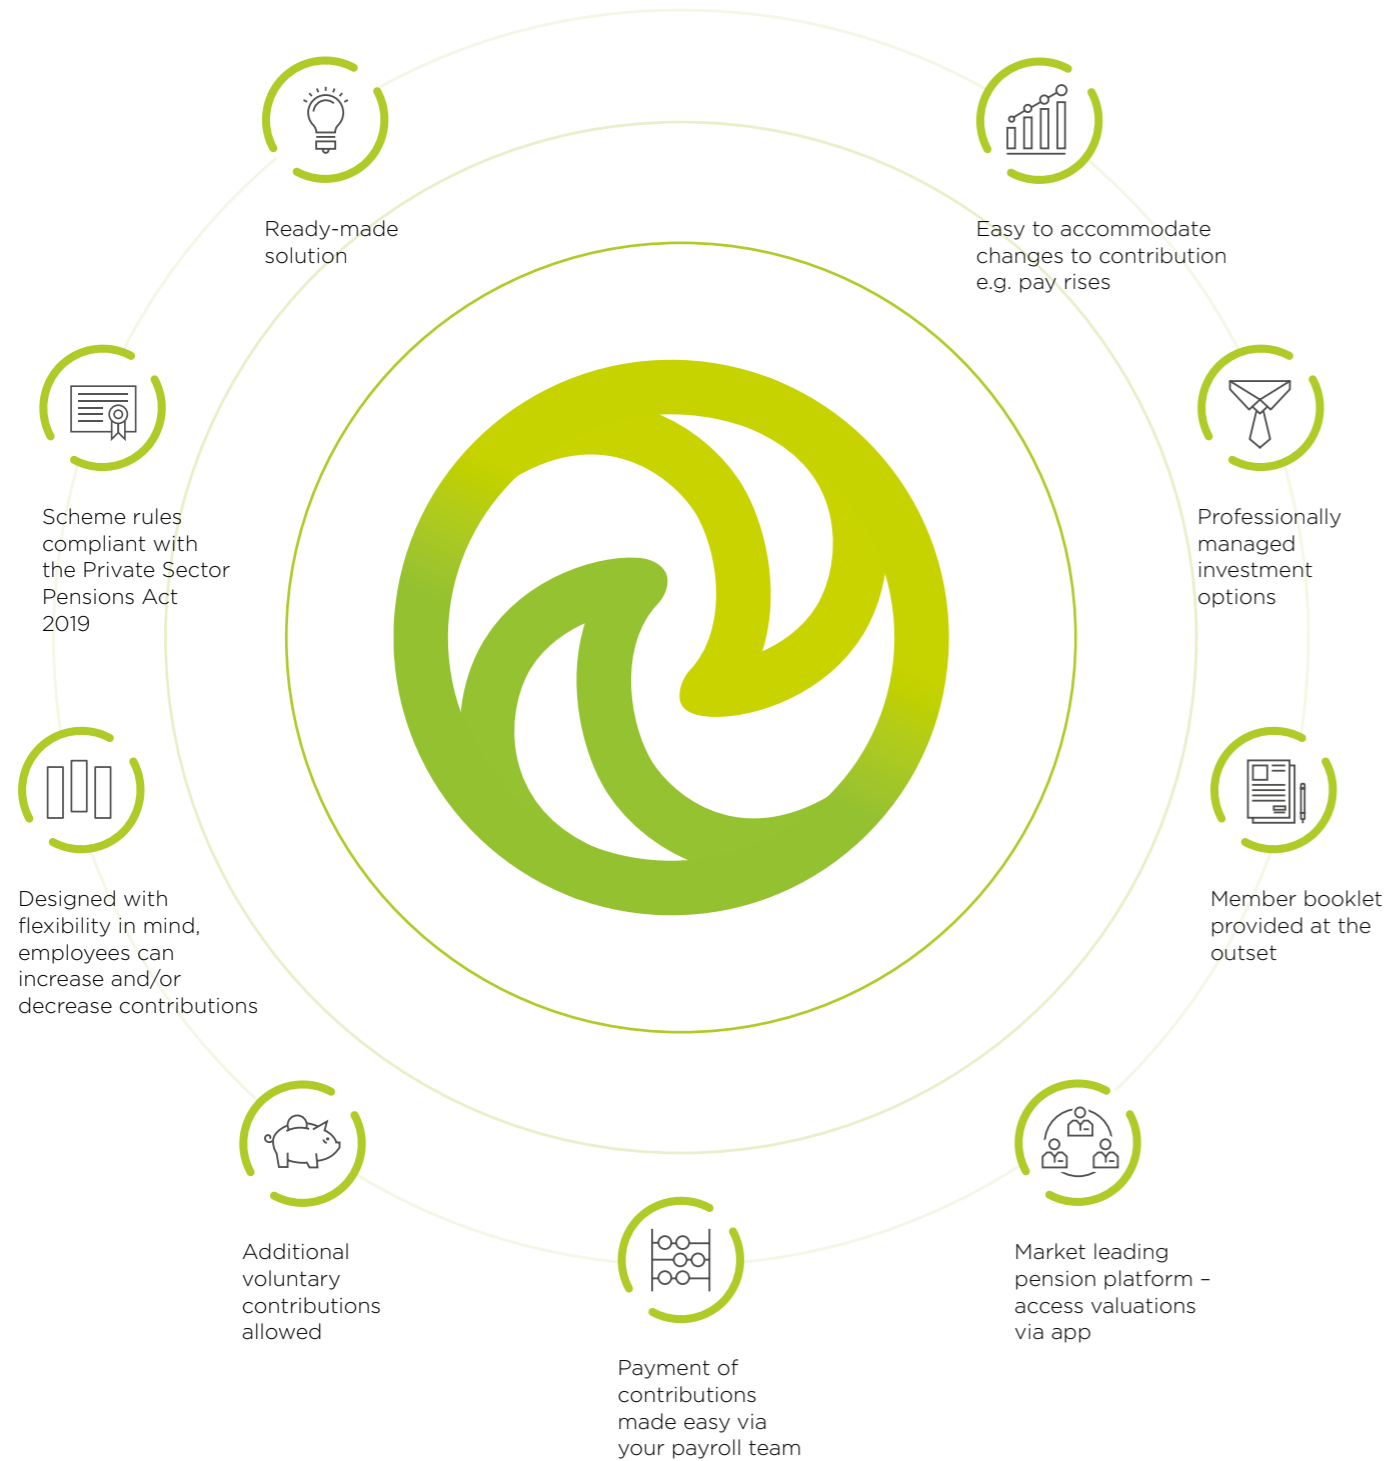 Ready-made
solution
Easy to accommodate
changes to contribution
e.g. pay rises
Scheme rules
compliant with
the Private Sector
Pensions Act
2019
Professionally
managed
investment
options
Designed with
flexibility in mind,
employees can
increase and/or
decrease contributions
Member booklet
provided at the
outset
Additional
voluntary
contributions
allowed
Market leading
pension platform –
access valuations
via app
Payment of
contributions
made easy via
your payroll team